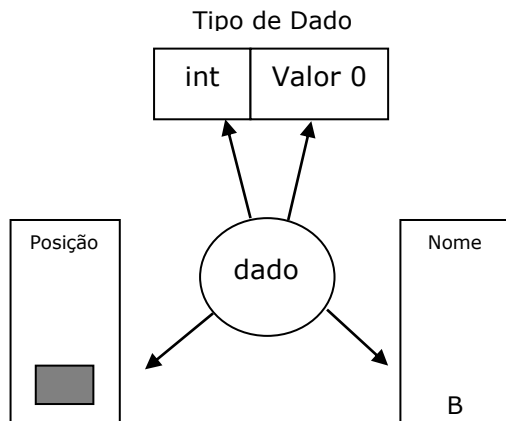 Tipo de Dado
int Valor 0
Posição
dado
Nome
B